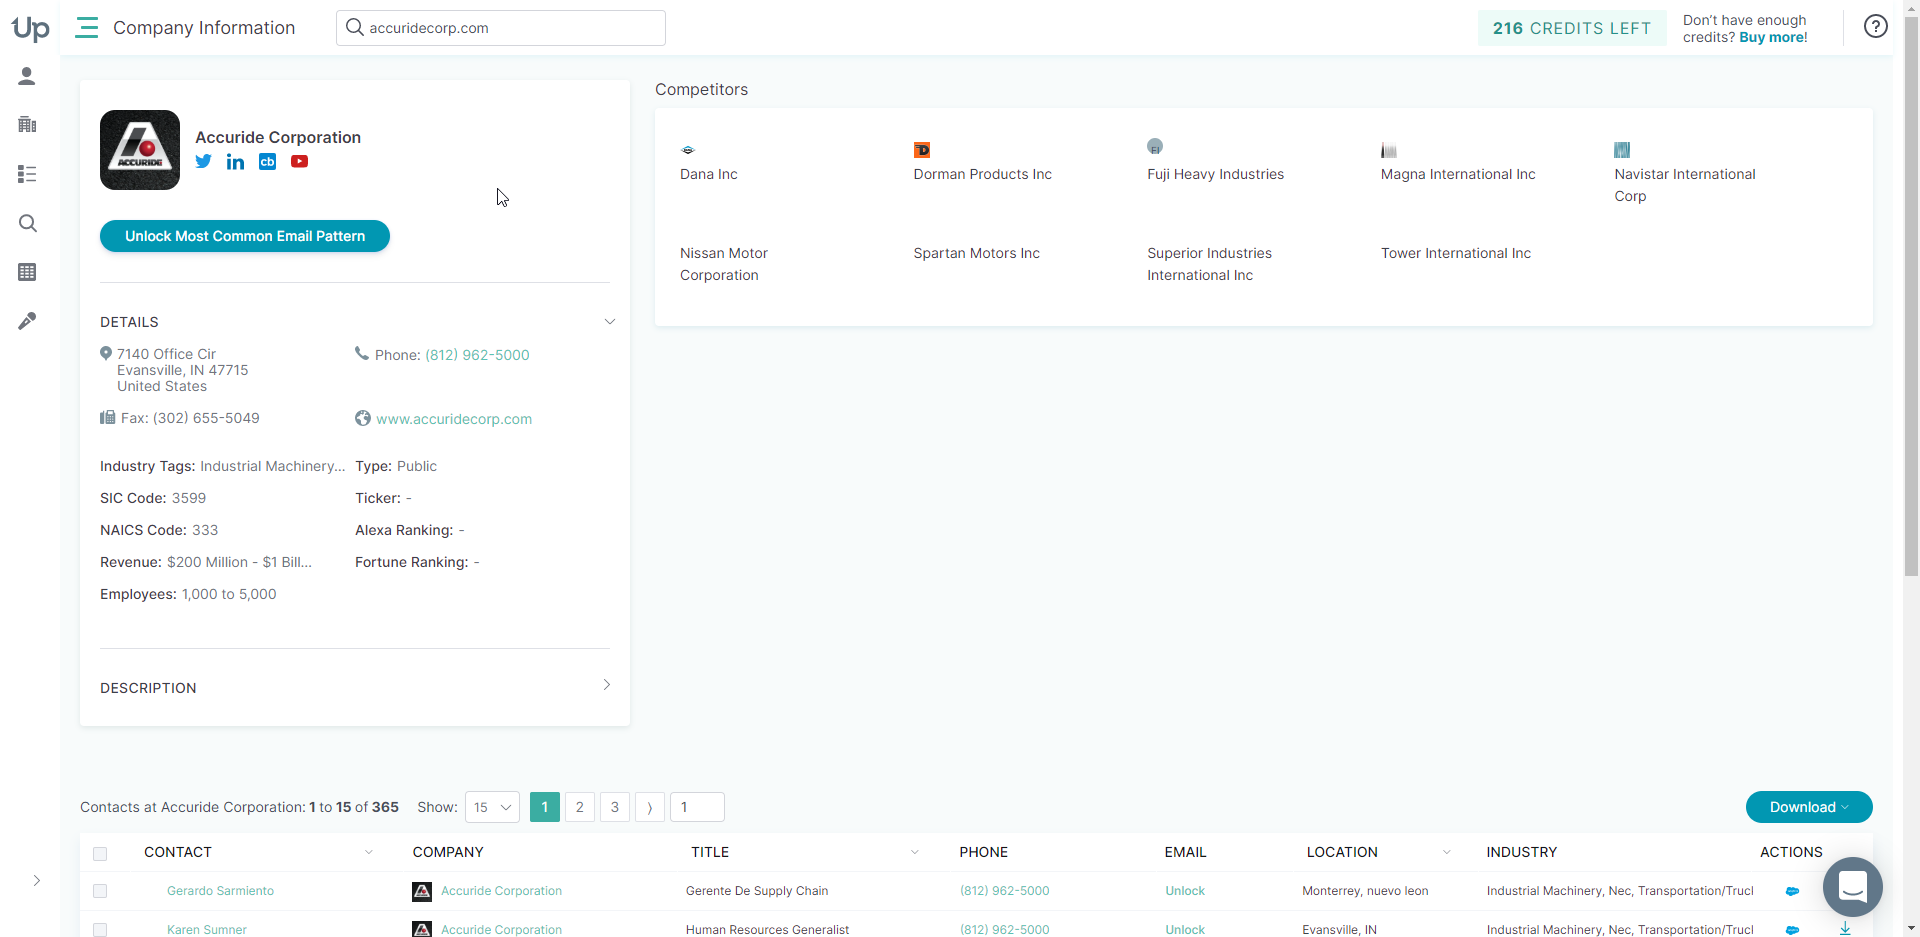 Up
Company Information
accuridecorp.com
216 CREDITS LEFT
Don't have enough
credits? Buy more!
?
ACCURIDE
Accuride Corporation
cb
Unlock Most Common Email Pattern
DETAILS
7140 Office Cir
Evansville, IN 47715
United States
Phone: (812) 962-5000
Fax: (302) 655-5049
www.accuridecorp.com
Industry Tags: Industrial Machinery...
Type: Public
SIC Code: 3599
Ticker: -
NAICS Code: 333
Alexa Ranking: -
Revenue: $200 Million - $1 Bill...
Fortune Ranking: -
Employees: 1,000 to 5,000
DESCRIPTION
Competitors
Dana Inc
Dorman Products Inc
FI
Fuji Heavy Industries
Magna International Inc
Navistar International
Corp
Nissan Motor
Corporation
Spartan Motors Inc
Superior Industries
International Inc
Tower International Inc
Contacts at Accuride Corporation: 1 to 15 of 365
Show: 15
1 2 3 ⟩ 1
Download
CONTACT COMPANY TITLE PHONE EMAIL LOCATION INDUSTRY ACTIONS
Gerardo Sarmiento Accuride Corporation Gerente De Supply Chain (812) 962-5000 Unlock Monterrey, nuevo leon Industrial Machinery, Nec, Transportation/Trucl
Karen Sumner Accuride Corporation Human Resources Generalist (812) 962-5000 Unlock Evansville, IN Industrial Machinery, Nec, Transportation/Trucl